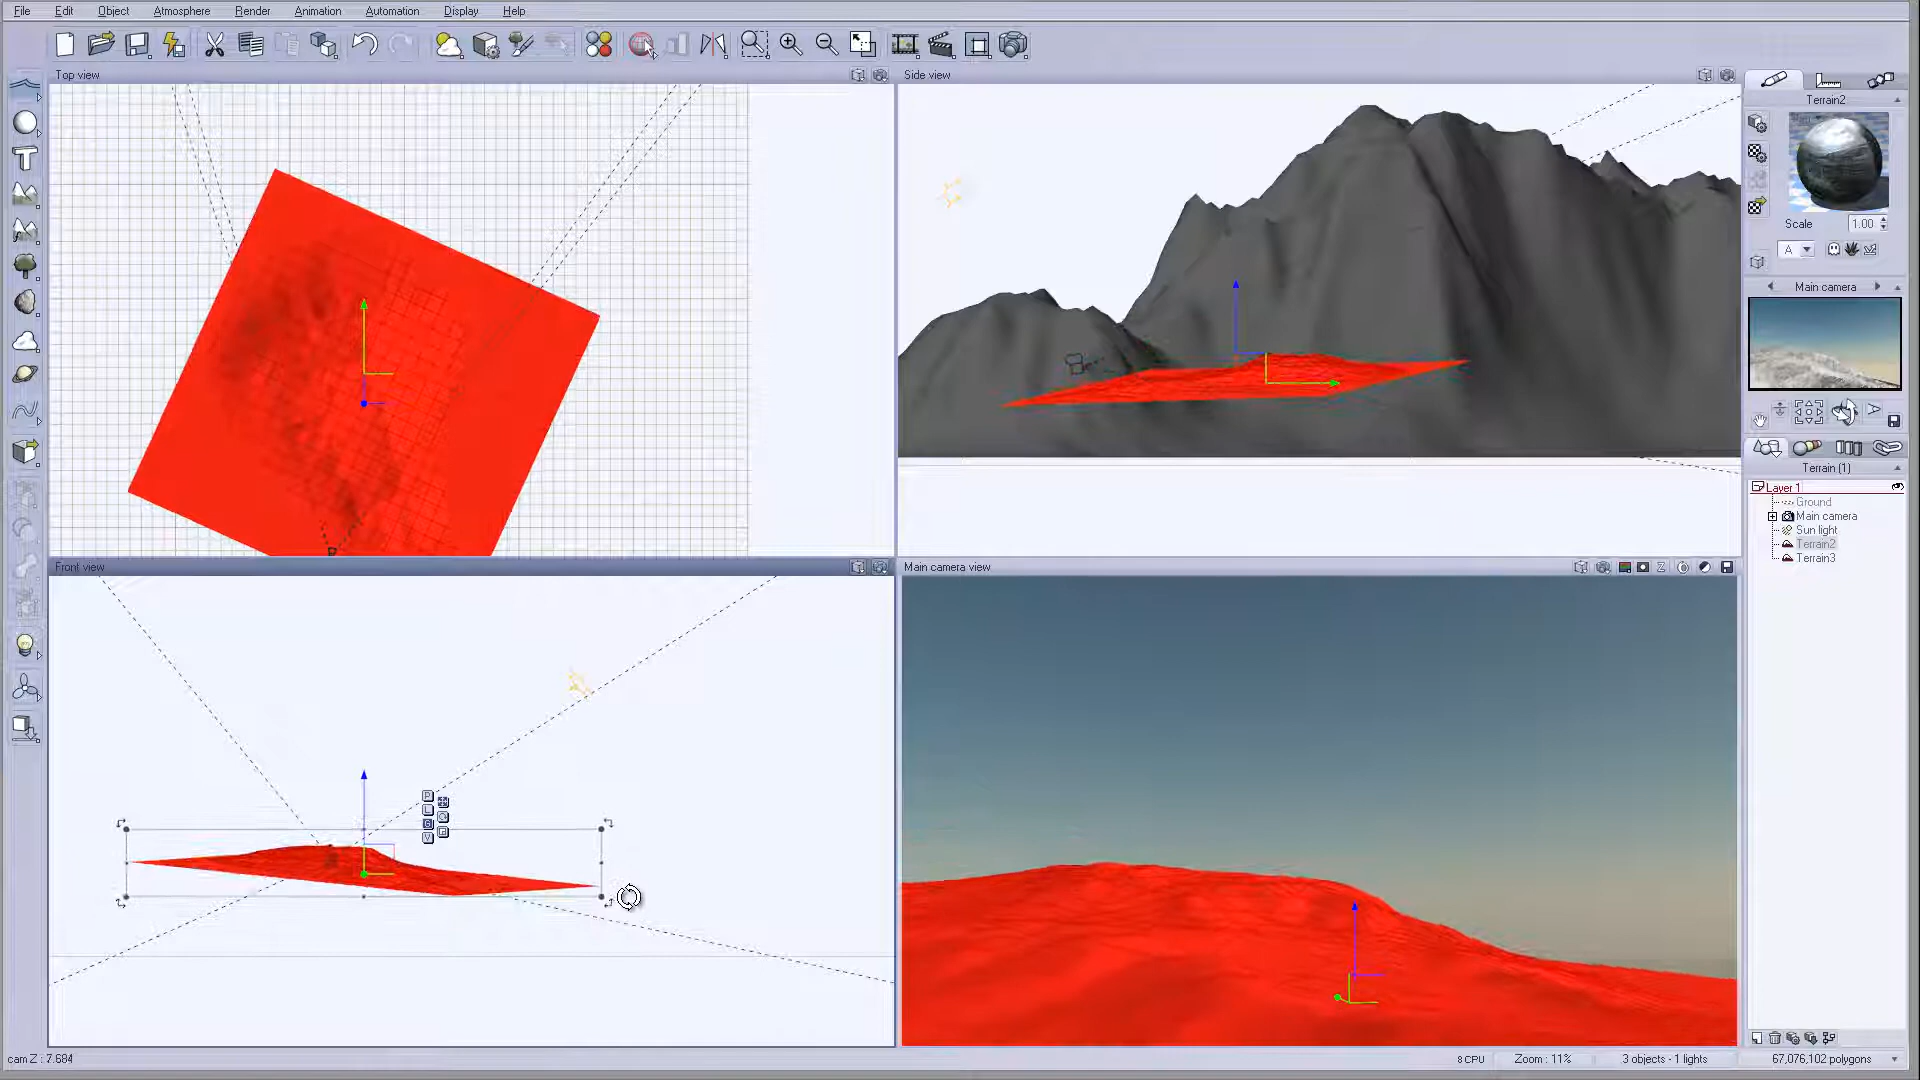 File Edit Object Atmosphere Render Animation Automation Display Help
Top view
Side view
Terrain2
Scale 1.00
A
Main camera
Terrain (1)
Layer 1
Ground
Main camera
Sun light
Terrain2
Terrain3
Front view
Main camera view
Z
P
L
G
V
cam Z : 7.684
8 CPU Zoom : 11% 3 objects - 1 lights 67,076,102 polygons